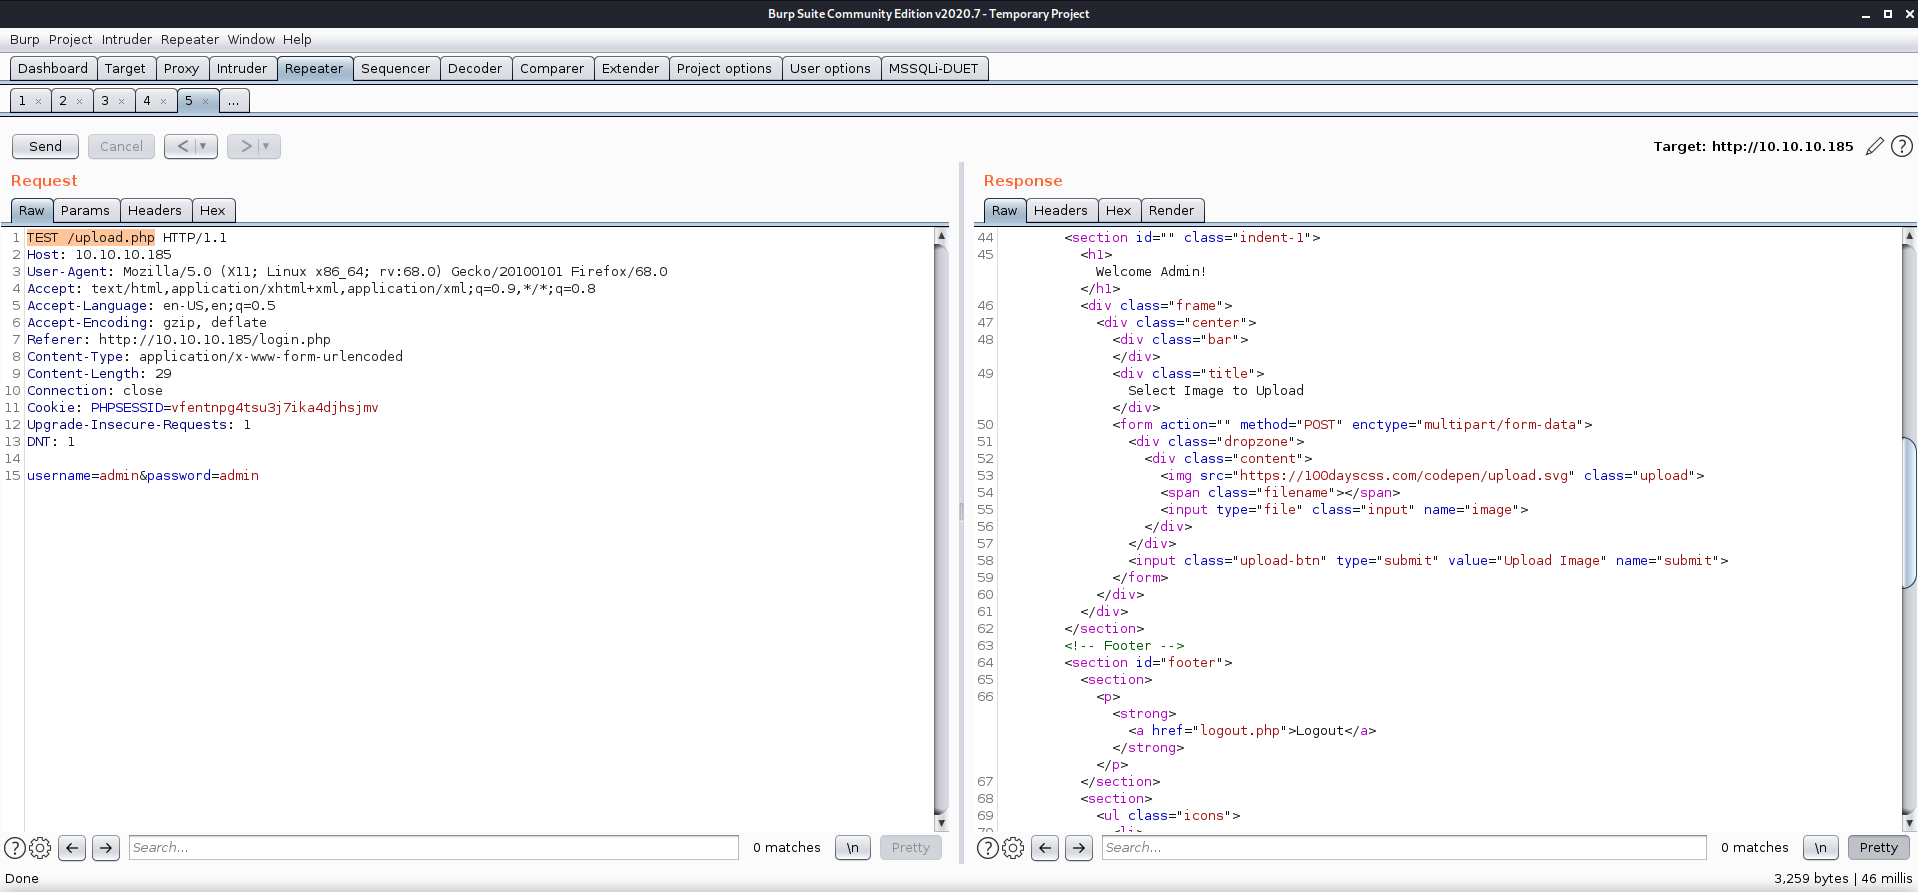 Burp Suite Community Edition v2020.7 - Temporary Project
Burp Project Intruder Repeater Window Help
Dashboard Target Proxy Intruder Repeater Sequencer Decoder Comparer Extender Project options User options MSSQLi-DUET
1 × 2 × 3 × 4 × 5 × ...
Send Cancel < > Target: http://10.10.10.185 ?
Request
Raw Params Headers Hex
1 TEST /upload.php HTTP/1.1
2 Host: 10.10.10.185
3 User-Agent: Mozilla/5.0 (X11; Linux x86_64; rv:68.0) Gecko/20100101 Firefox/68.0
4 Accept: text/html,application/xhtml+xml,application/xml;q=0.9,*/*;q=0.8
5 Accept-Language: en-US,en;q=0.5
6 Accept-Encoding: gzip, deflate
7 Referer: http://10.10.10.185/login.php
8 Content-Type: application/x-www-form-urlencoded
9 Content-Length: 29
10 Connection: close
11 Cookie: PHPSESSID=vfentnpg4tsu3j7ika4djhsjmv
12 Upgrade-Insecure-Requests: 1
13 DNT: 1
14
15 username=admin&password=admin
? Search... 0 matches \n Pretty
Response
Raw Headers Hex Render
44 <section id="" class="indent-1">
45 <h1>
Welcome Admin!
</h1>
46 <div class="frame">
47 <div class="center">
48 <div class="bar">
</div>
49 <div class="title">
Select Image to Upload
</div>
50 <form action="" method="POST" enctype="multipart/form-data">
51 <div class="dropzone">
52 <div class="content">
53 <img src="https://100dayscss.com/codepen/upload.svg" class="upload">
54 <span class="filename"></span>
55 <input type="file" class="input" name="image">
56 </div>
57 </div>
58 <input class="upload-btn" type="submit" value="Upload Image" name="submit">
59 </form>
60 </div>
61 </div>
62 </section>
63 <!-- Footer -->
64 <section id="footer">
65 <section>
66 <p>
<strong>
<a href="logout.php">Logout</a>
</strong>
</p>
67 </section>
68 <section>
69 <ul class="icons">
70 <li>
? Search... 0 matches \n Pretty
Done 3,259 bytes | 46 millis